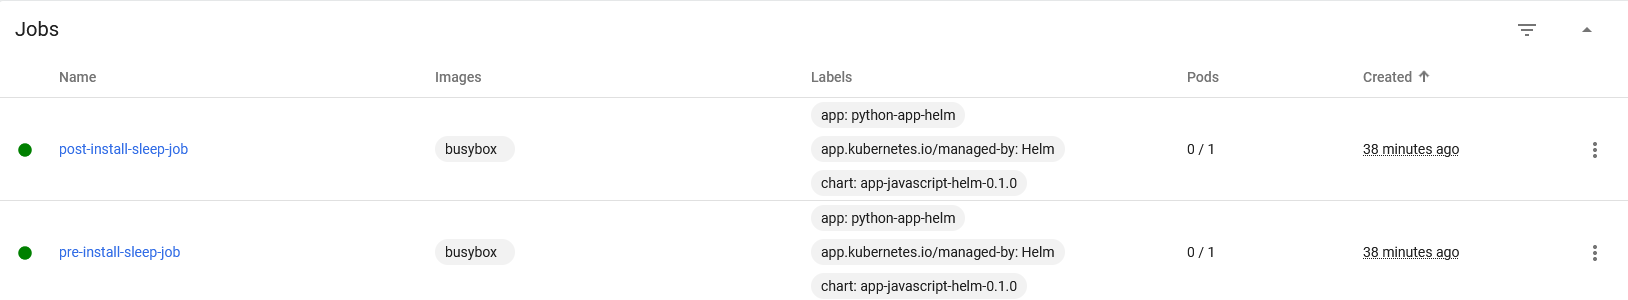 Jobs
Name Images Labels Pods Created
post-install-sleep-job busybox app: python-app-helm 0 / 1 38 minutes ago
app.kubernetes.io/managed-by: Helm
chart: app-javascript-helm-0.1.0
pre-install-sleep-job busybox app: python-app-helm 0 / 1 38 minutes ago
app.kubernetes.io/managed-by: Helm
chart: app-javascript-helm-0.1.0